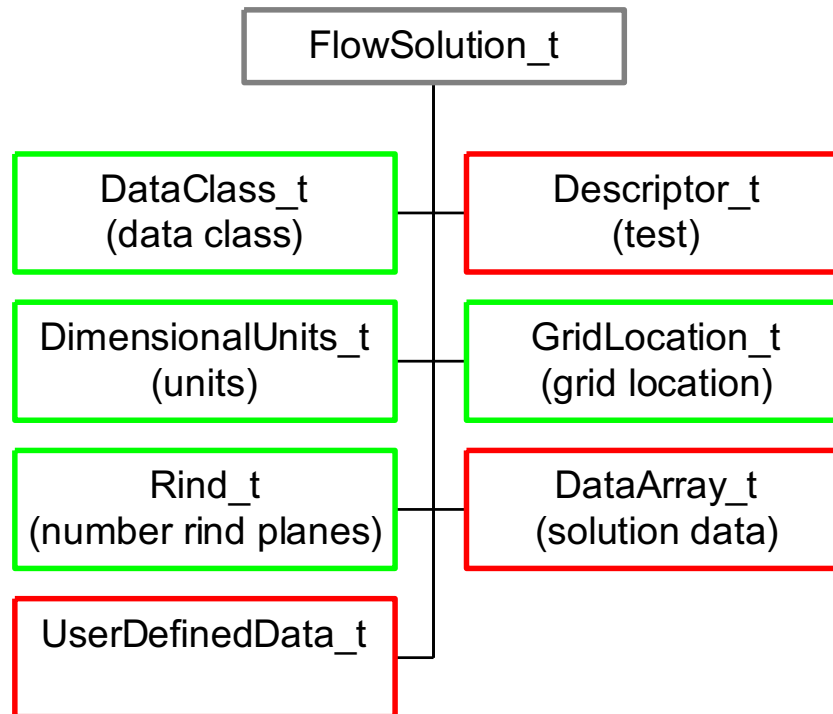 FlowSolution_t
DataClass_t
(data class)
Descriptor_t
(test)
DimensionalUnits_t
(units)
GridLocation_t
(grid location)
Rind_t
(number rind planes)
DataArray_t
(solution data)
UserDefinedData_t